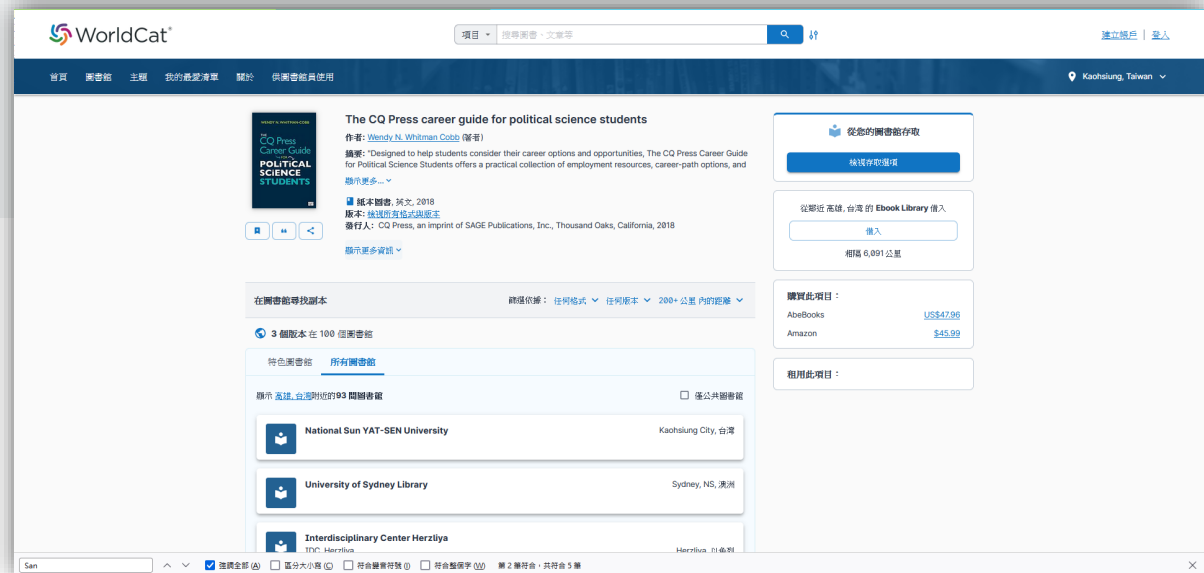 WorldCat®
項目
搜尋圖書、文章等
建立帳戶 | 登入
首頁 圖書館 主題 我的最愛清單 關於 供圖書館員使用
Kaohsiung, Taiwan
WENDY N. WHITMAN COBB
THE
CQ Press
Career Guide
FOR
POLITICAL
SCIENCE
STUDENTS
The CQ Press career guide for political science students
作者: Wendy N. Whitman Cobb (著者)
摘要: "Designed to help students consider their career options and opportunities, The CQ Press Career Guide
for Political Science Students offers a practical collection of employment resources, career-path options, and
顯示更多...
紙本圖書, 英文, 2018
版本: 檢視所有格式與版本
發行人: CQ Press, an imprint of SAGE Publications, Inc., Thousand Oaks, California, 2018
顯示更多資訊
從您的圖書館存取
檢視存取選項
從鄰近 高雄, 台湾 的 Ebook Library 借入
借入
相隔 6,091 公里
購買此項目：
AbeBooks US$47.96
Amazon $45.99
租用此項目：
在圖書館尋找副本
篩選依據： 任何格式 任何版本 200+ 公里 內的距離
3 個版本 在 100 個圖書館
特色圖書館 所有圖書館
顯示 高雄, 台湾附近的93 間圖書館
僅公共圖書館
National Sun YAT-SEN University Kaohsiung City, 台灣
University of Sydney Library Sydney, NS, 澳洲
Interdisciplinary Center Herzliya
IDC, Herzliya Herzliya, 以色列
San 強調全部 (A) 區分大小寫 (C) 符合變音符號 (I) 符合整個字 (W) 第 2 筆符合，共符合 5 筆